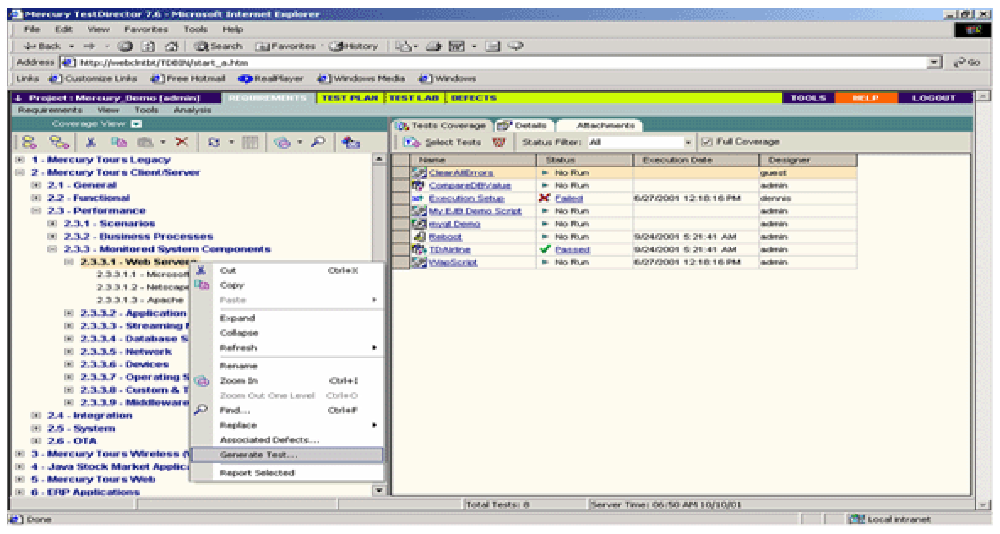 Mercury TestDirector 7.6 - Microsoft Internet Explorer
File Edit View Favorites Tools Help
Back Search Favorites History
Address http://webclntbt/TDBIN/start_a.htm Go
Links Customize Links Free Hotmail RealPlayer Windows Media Windows
Project : Mercury_Demo (admin) REQUIREMENTS TEST PLAN TEST LAB DEFECTS TOOLS HELP LOGOUT
Requirements View Tools Analysis
Coverage View
Tests Coverage Details Attachments
Select Tests Status Filter: All Full Coverage
1 - Mercury Tours Legacy
2 - Mercury Tours Client/Server
2.1 - General
2.2 - Functional
2.3 - Performance
2.3.1 - Scenarios
2.3.2 - Business Processes
2.3.3 - Monitored System Components
2.3.3.1 - Web Servers
2.3.3.1.1 - Microsoft
2.3.3.1.2 - Netscape
2.3.3.1.3 - Apache
2.3.3.2 - Application
2.3.3.3 - Streaming
2.3.3.4 - Database S
2.3.3.5 - Network
2.3.3.6 - Devices
2.3.3.7 - Operating S
2.3.3.8 - Custom & T
2.3.3.9 - Middleware
2.4 - Integration
2.5 - System
2.6 - OTA
3 - Mercury Tours Wireless
4 - Java Stock Market Applic
5 - Mercury Tours Web
6 - ERP Applications
Cut Ctrl+X
Copy
Paste
Expand
Collapse
Refresh
Rename
Zoom In Ctrl+I
Zoom Out One Level Ctrl+O
Find... Ctrl+F
Replace
Associated Defects...
Generate Test...
Report Selected
Name Status Execution Date Designer
ClearAllErrors No Run guest
CompareDBValue No Run admin
Execution Setup Failed 6/27/2001 12:18:16 PM dennis
My EJB Demo Script No Run admin
Demo No Run admin
Reboot No Run 9/24/2001 5:21:41 AM admin
TDAirline Passed 9/24/2001 5:21:41 AM admin
WapScript No Run 6/27/2001 12:18:16 PM admin
Total Tests: 8 Server Time: 06:50 AM 10/10/01
Done Local intranet